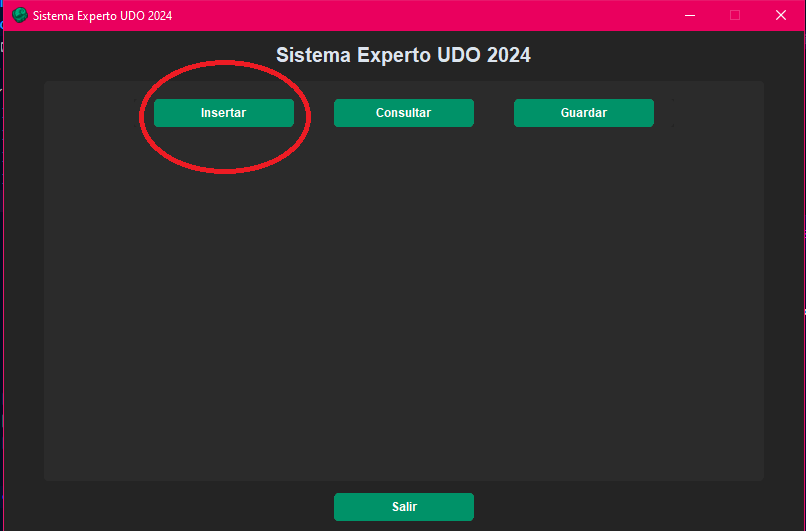 Sistema Experto UDO 2024
Sistema Experto UDO 2024
Insertar Consultar Guardar
Salir